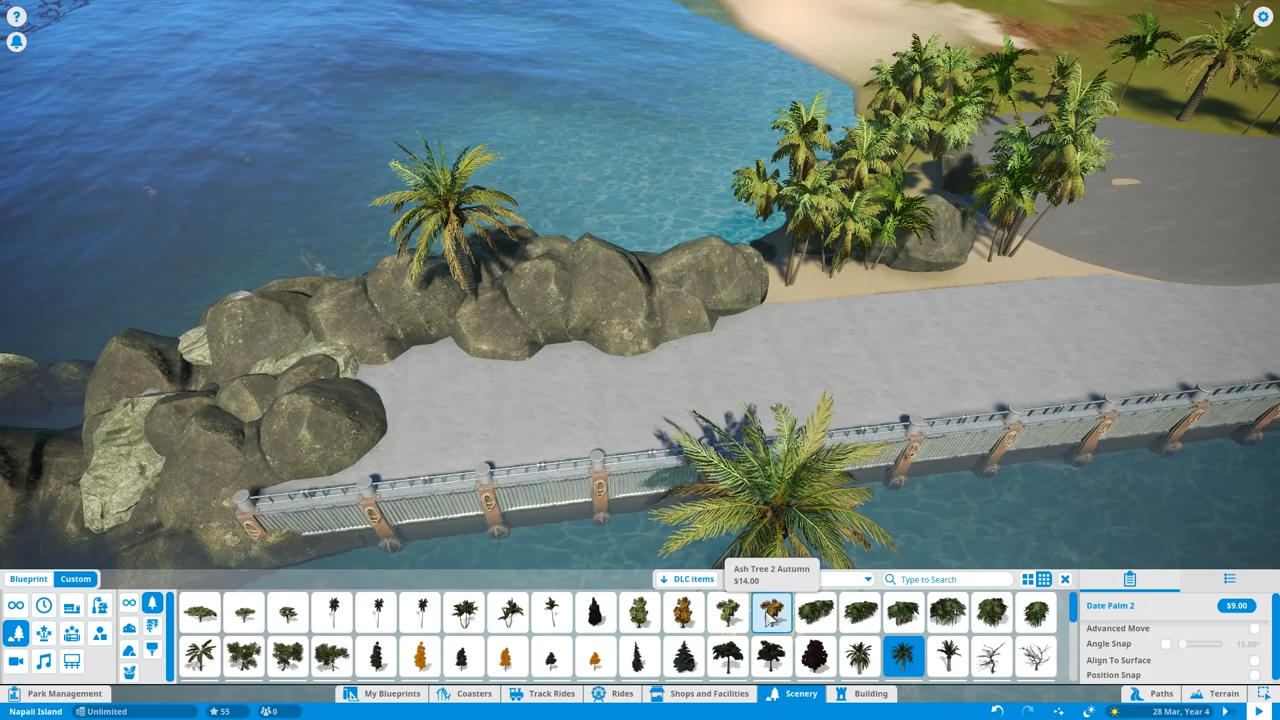 ?
Ash Tree 2 Autumn
$14.00
Blueprint
Custom
DLC items
Type to Search
Date Palm 2
$9.00
Advanced Move
Angle Snap
15.00°
Align To Surface
Position Snap
Park Management
My Blueprints
Coasters
Track Rides
Rides
Shops and Facilities
Scenery
Building
Paths
Terrain
Napali Island
Unlimited
55
0
28 Mar, Year 4